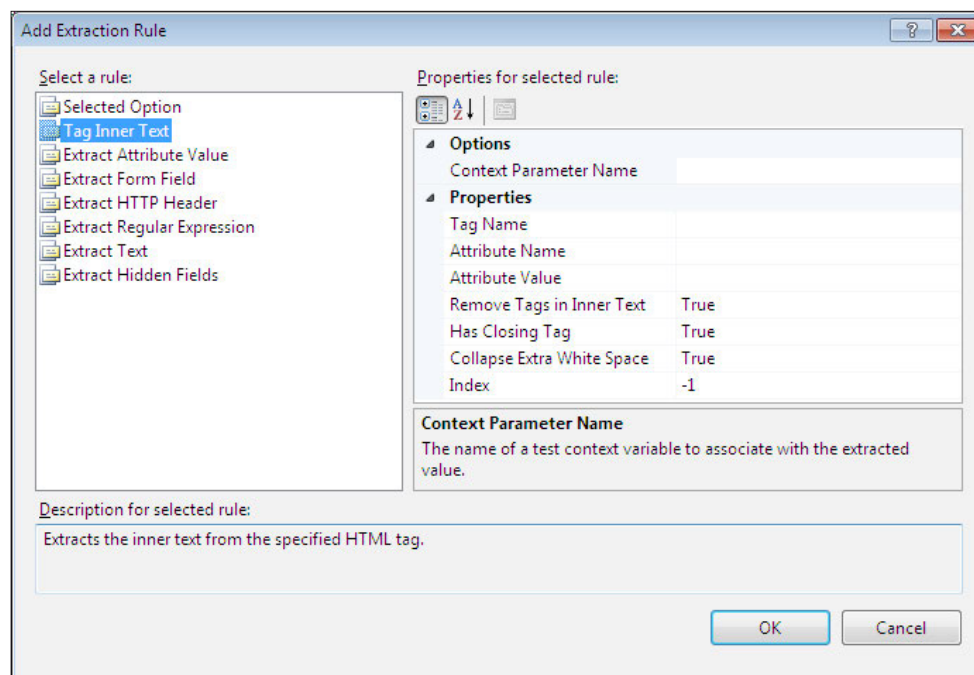 Add Extraction Rule
Select a rule:
Selected Option
Tag Inner Text
Extract Attribute Value
Extract Form Field
Extract HTTP Header
Extract Regular Expression
Extract Text
Extract Hidden Fields
Properties for selected rule:
Options
Context Parameter Name
Properties
Tag Name
Attribute Name
Attribute Value
Remove Tags in Inner Text True
Has Closing Tag True
Collapse Extra White Space True
Index -1
Context Parameter Name
The name of a test context variable to associate with the extracted
value.
Description for selected rule:
Extracts the inner text from the specified HTML tag.
OK Cancel